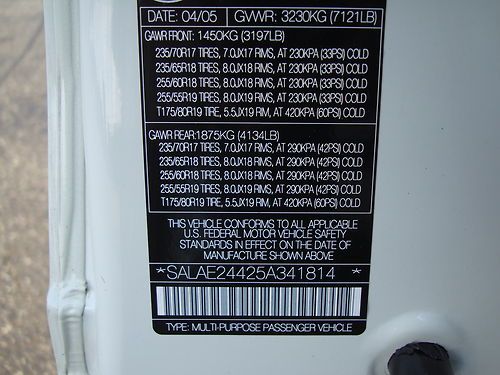 DATE: 04/05 GVWR: 3230KG (7121LB)
GAWR FRONT: 1450KG (3197LB)
235/70R17 TIRES, 7.0JX17 RIMS, AT 230KPA (33PSI) COLD
235/65R18 TIRES, 8.0JX18 RIMS, AT 230KPA (33PSI) COLD
255/60R18 TIRES, 8.0JX18 RIMS, AT 230KPA (33PSI) COLD
255/55R19 TIRES, 8.0JX19 RIMS, AT 230KPA (33PSI) COLD
T175/80R19 TIRE, 5.5JX19 RIM, AT 420KPA (60PSI) COLD
GAWR REAR:1875KG (4134LB)
235/70R17 TIRES, 7.0JX17 RIMS, AT 290KPA (42PSI) COLD
235/65R18 TIRES, 8.0JX18 RIMS, AT 290KPA (42PSI) COLD
255/60R18 TIRES, 8.0JX18 RIMS, AT 290KPA (42PSI) COLD
255/55R19 TIRES, 8.0JX19 RIMS, AT 290KPA (42PSI) COLD
T175/80R19 TIRE, 5.5JX19 RIM, AT 420KPA (60PSI) COLD
THIS VEHICLE CONFORMS TO ALL APPLICABLE
U.S. FEDERAL MOTOR VEHICLE SAFETY
STANDARDS IN EFFECT ON THE DATE OF
MANUFACTURE SHOWN ABOVE
*SALAE24425A341814 *
TYPE: MULTI-PURPOSE PASSENGER VEHICLE